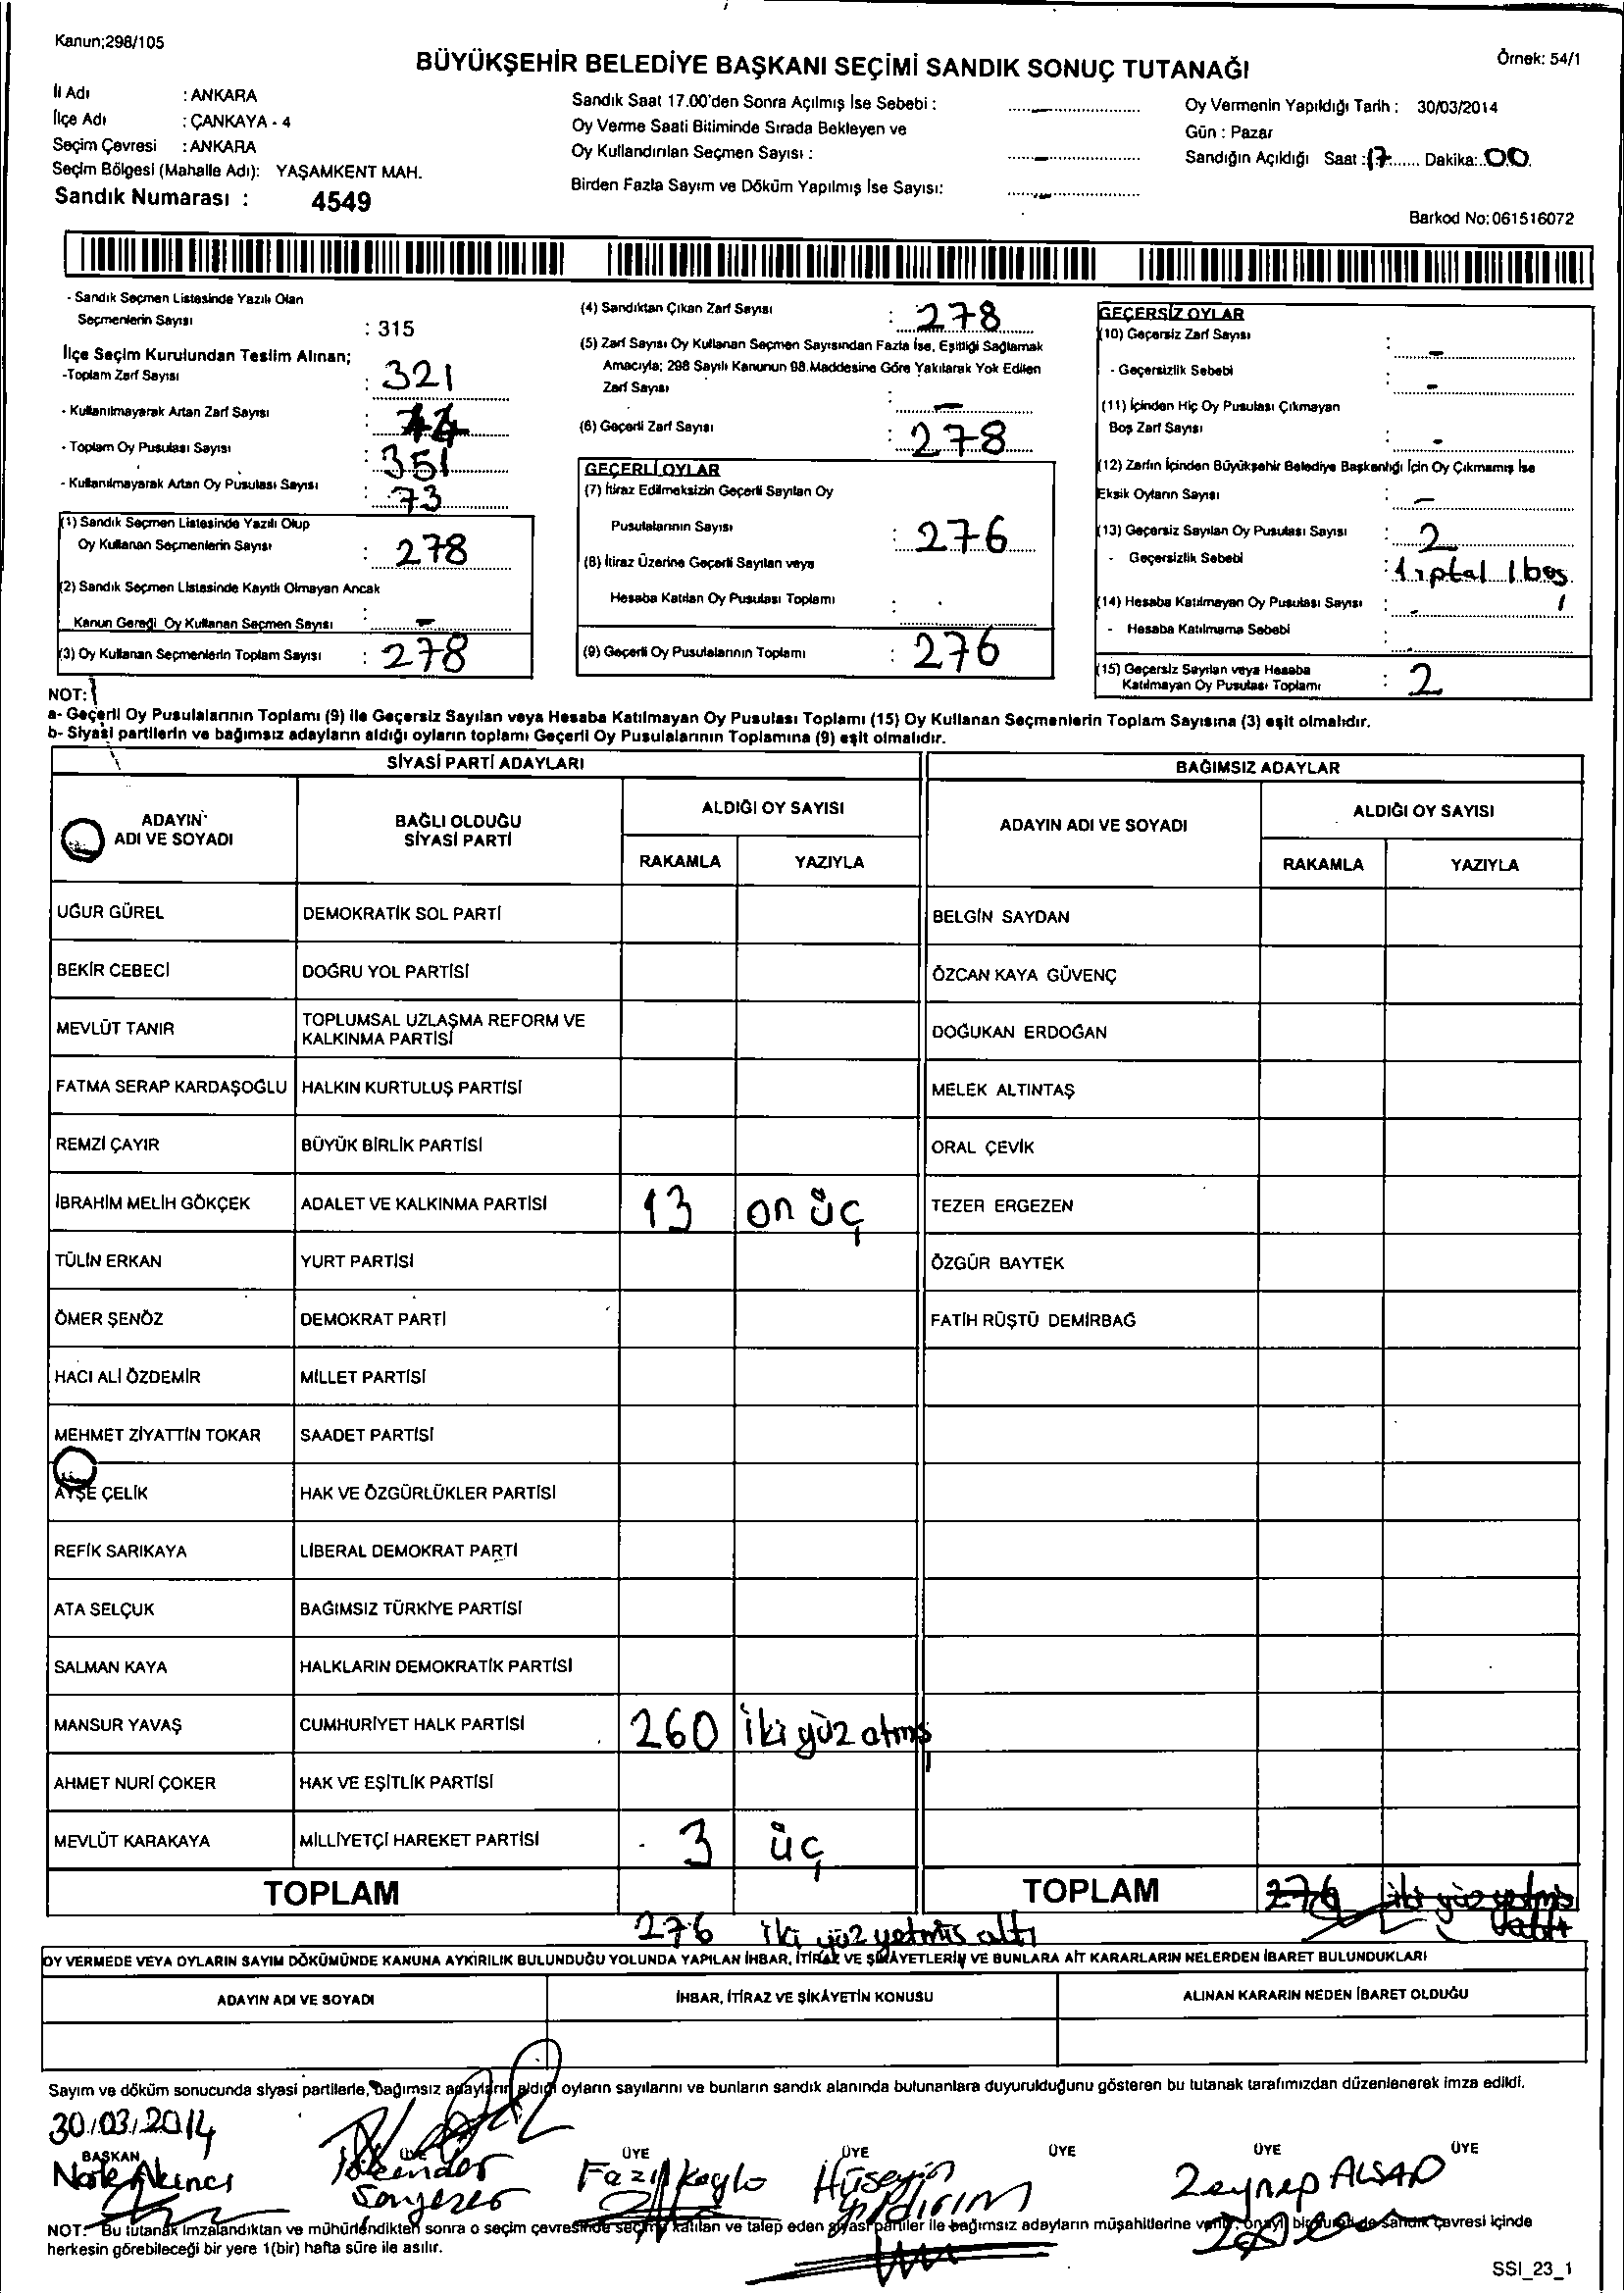 Kanun;298/105
BÜYÜKŞEHİR BELEDİYE BAŞKANI SEÇİMİ SANDIK SONUÇ TUTANAĞI
Örnek: 54/1
İl Adı : ANKARA
İlçe Adı : ÇANKAYA - 4
Seçim Çevresi : ANKARA
Seçim Bölgesi (Mahalle Adı): YAŞAMKENT MAH.
Sandık Numarası : 4549
Sandık Saat 17.00'den Sonra Açılmış İse Sebebi : -
Oy Verme Saati Bitiminde Sırada Bekleyen ve
Oy Kullandırılan Seçmen Sayısı : -
Birden Fazla Sayım ve Döküm Yapılmış İse Sayısı: -
Oy Vermenin Yapıldığı Tarih : 30/03/2014
Gün : Pazar
Sandığın Açıldığı Saat : 17 Dakika: 00
Barkod No: 061516072
- Sandık Seçmen Listesinde Yazılı Olan
Seçmenlerin Sayısı : 315
İlçe Seçim Kurulundan Teslim Alınan;
-Toplam Zarf Sayısı : 321
- Kullanılmayarak Artan Zarf Sayısı :
- Toplam Oy Pusulası Sayısı : 351
- Kullanılmayarak Artan Oy Pusulası Sayısı : 73
(1) Sandık Seçmen Listesinde Yazılı Olup
Oy Kullanan Seçmenlerin Sayısı : 278
(2) Sandık Seçmen Listesinde Kayıtlı Olmayan Ancak
Kanun Gereği Oy Kullanan Seçmen Sayısı : -
(3) Oy Kullanan Seçmenlerin Toplam Sayısı : 278
(4) Sandıktan Çıkan Zarf Sayısı : 278
(5) Zarf Sayısı Oy Kullanan Seçmen Sayısından Fazla İse, Eşitliği Sağlamak
Amacıyla; 298 Sayılı Kanunun 98.Maddesine Göre Yakılarak Yok Edilen
Zarf Sayısı : -
(6) Geçerli Zarf Sayısı : 278
GEÇERLİ OYLAR
(7) İtiraz Edilmeksizin Geçerli Sayılan Oy
Pusulalarının Sayısı : 276
(8) İtiraz Üzerine Geçerli Sayılan veya
Hesaba Katılan Oy Pusulası Toplamı : .
(9) Geçerli Oy Pusulalarının Toplamı : 276
GEÇERSİZ OYLAR
(10) Geçersiz Zarf Sayısı : -
- Geçersizlik Sebebi : -
(11) İçinden Hiç Oy Pusulası Çıkmayan
Boş Zarf Sayısı : -
(12) Zarfın İçinden Büyükşehir Belediye Başkanlığı İçin Oy Çıkmamış İse
Eksik Oyların Sayısı : -
(13) Geçersiz Sayılan Oy Pusulası Sayısı : 2
- Geçersizlik Sebebi : 1 iptal 1 boş
(14) Hesaba Katılmayan Oy Pusulası Sayısı : -
- Hesaba Katılmama Sebebi :
(15) Geçersiz Sayılan veya Hesaba
Katılmayan Oy Pusulası Toplamı : 2
NOT:
a- Geçerli Oy Pusulalarının Toplamı (9) ile Geçersiz Sayılan veya Hesaba Katılmayan Oy Pusulası Toplamı (15) Oy Kullanan Seçmenlerin Toplam Sayısına (3) eşit olmalıdır.
b- Siyasi partilerin ve bağımsız adayların aldığı oyların toplamı Geçerli Oy Pusulalarının Toplamına (9) eşit olmalıdır.
SİYASİ PARTİ ADAYLARI
BAĞIMSIZ ADAYLAR
ADAYIN ADI VE SOYADI
BAĞLI OLDUĞU SİYASİ PARTİ
ALDIĞI OY SAYISI
RAKAMLA YAZIYLA
ADAYIN ADI VE SOYADI
ALDIĞI OY SAYISI
RAKAMLA YAZIYLA
UĞUR GÜREL DEMOKRATİK SOL PARTİ BELGİN SAYDAN
BEKİR CEBECİ DOĞRU YOL PARTİSİ ÖZCAN KAYA GÜVENÇ
MEVLÜT TANIR TOPLUMSAL UZLAŞMA REFORM VE KALKINMA PARTİSİ DOĞUKAN ERDOĞAN
FATMA SERAP KARDAŞOĞLU HALKIN KURTULUŞ PARTİSİ MELEK ALTINTAŞ
REMZİ ÇAYIR BÜYÜK BİRLİK PARTİSİ ORAL ÇEVİK
İBRAHİM MELİH GÖKÇEK ADALET VE KALKINMA PARTİSİ 13 on üç TEZER ERGEZEN
TÜLİN ERKAN YURT PARTİSİ ÖZGÜR BAYTEK
ÖMER ŞENÖZ DEMOKRAT PARTİ FATİH RÜŞTÜ DEMİRBAĞ
HACI ALİ ÖZDEMİR MİLLET PARTİSİ
MEHMET ZİYATTİN TOKAR SAADET PARTİSİ
AYŞE ÇELİK HAK VE ÖZGÜRLÜKLER PARTİSİ
REFİK SARIKAYA LİBERAL DEMOKRAT PARTİ
ATA SELÇUK BAĞIMSIZ TÜRKİYE PARTİSİ
SALMAN KAYA HALKLARIN DEMOKRATİK PARTİSİ
MANSUR YAVAŞ CUMHURİYET HALK PARTİSİ 260 iki yüz atmş
AHMET NURİ ÇOKER HAK VE EŞİTLİK PARTİSİ
MEVLÜT KARAKAYA MİLLİYETÇİ HAREKET PARTİSİ 3 üç
TOPLAM TOPLAM 276 iki yüz yetmiş
276 iki yüz yetmiş altı
OY VERMEDE VEYA OYLARIN SAYIM DÖKÜMÜNDE KANUNA AYKIRILIK BULUNDUĞU YOLUNDA YAPILAN İHBAR, İTİRAZ VE ŞİKAYETLERİN VE BUNLARA AİT KARARLARIN NELERDEN İBARET BULUNDUKLARI
ADAYIN ADI VE SOYADI İHBAR, İTİRAZ VE ŞİKÂYETİN KONUSU ALINAN KARARIN NEDEN İBARET OLDUĞU
Sayım ve döküm sonucunda siyasi partilerle, bağımsız adayların aldığı oyların sayılarını ve bunların sandık alanında bulunanlara duyurulduğunu gösteren bu tutanak tarafımızdan düzenlenerek imza edildi.
30.03.2014
BAŞKAN ÜYE ÜYE ÜYE ÜYE ÜYE ÜYE
Hüseyin Yıldırım
Zeynep ALSAD
NOT: Bu tutanak imzalandıktan ve mühürlendikten sonra o seçim çevresinde seçime katılan ve talep eden siyasi partiler ile bağımsız adayların müşahitlerine verilir, onaylı bir sureti de sandık çevresi içinde
herkesin görebileceği bir yere 1(bir) hafta süre ile asılır.
SSI_23_1